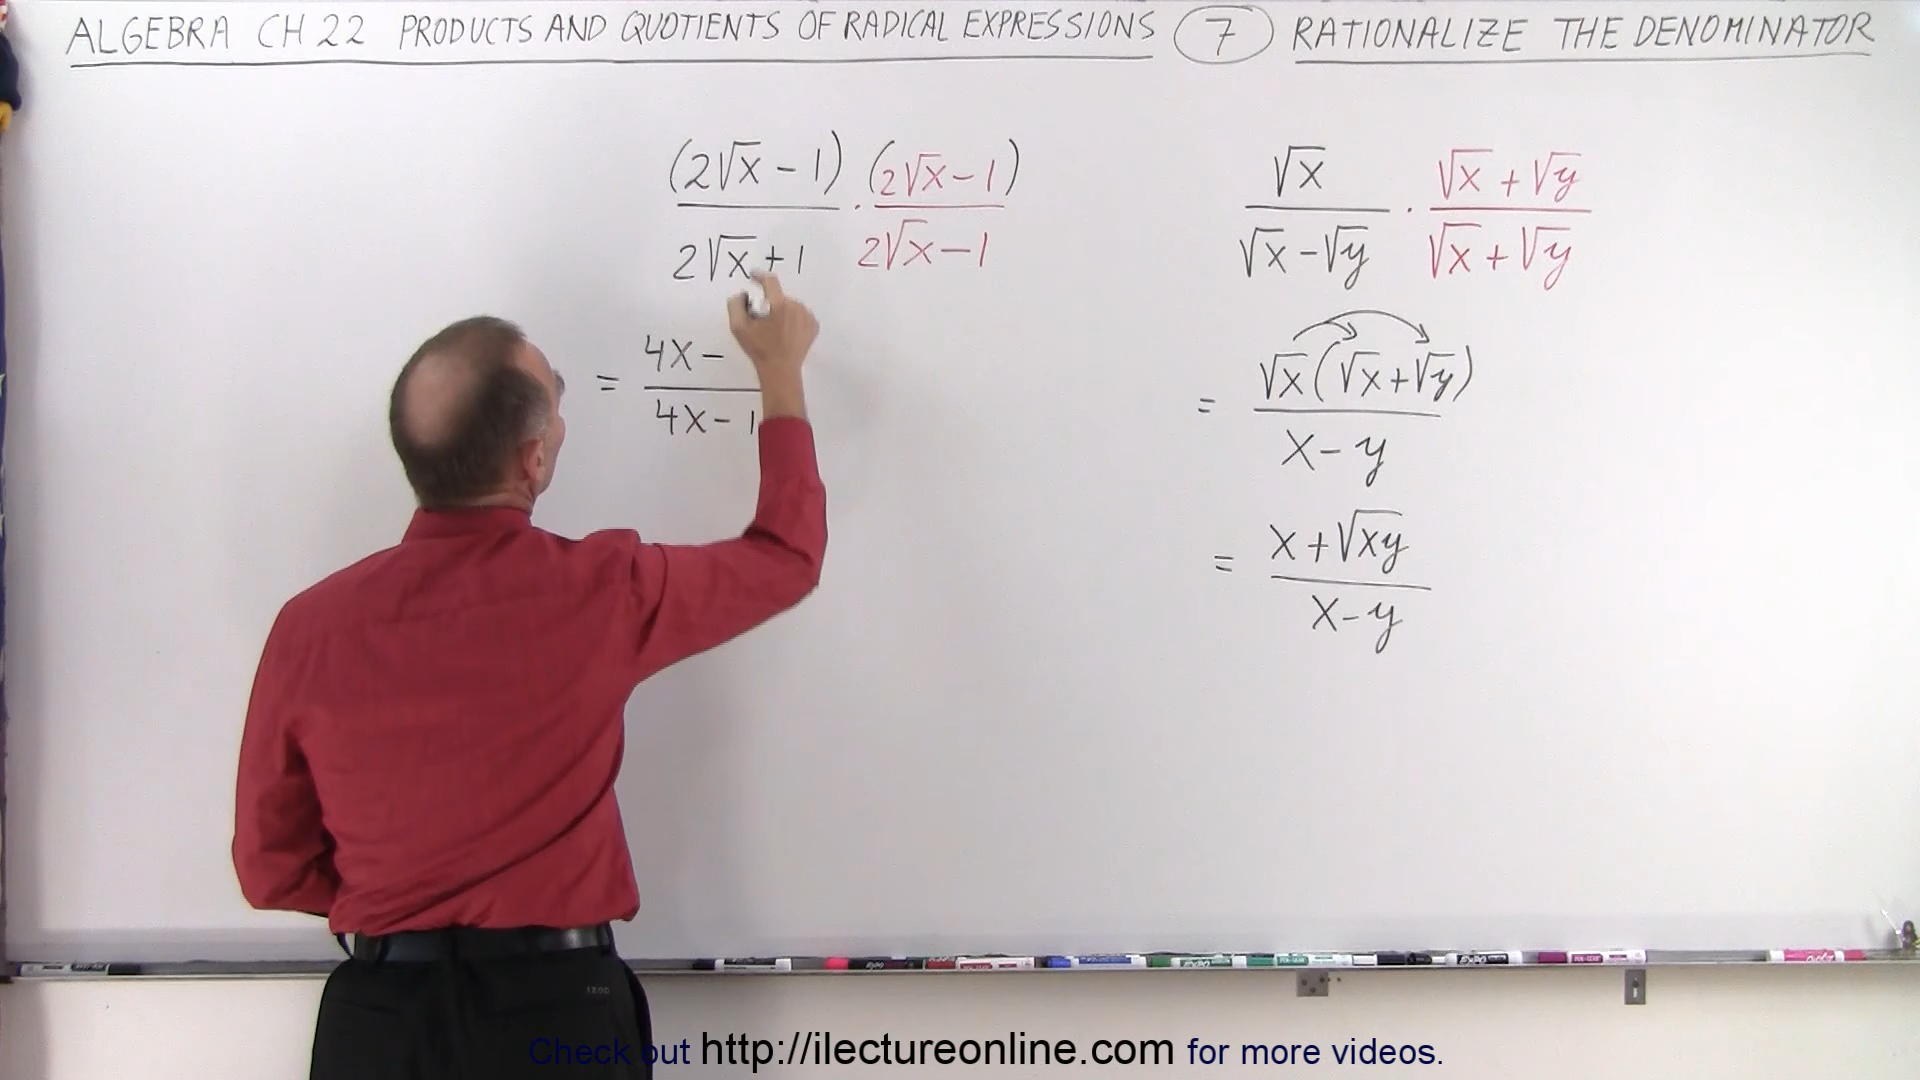 ALGEBRA CH 22 PRODUCTS AND QUOTIENTS OF RADICAL EXPRESSIONS 7 RATIONALIZE THE DENOMINATOR
(2√x - 1) · (2√x - 1)
2√x + 1 2√x - 1
= 4x -
4x - 1
√x · √x + √y
√x - √y √x + √y
= √x(√x + √y)
x - y
= x + √xy
x - y
IZOD
Check out http://ilectureonline.com for more videos.